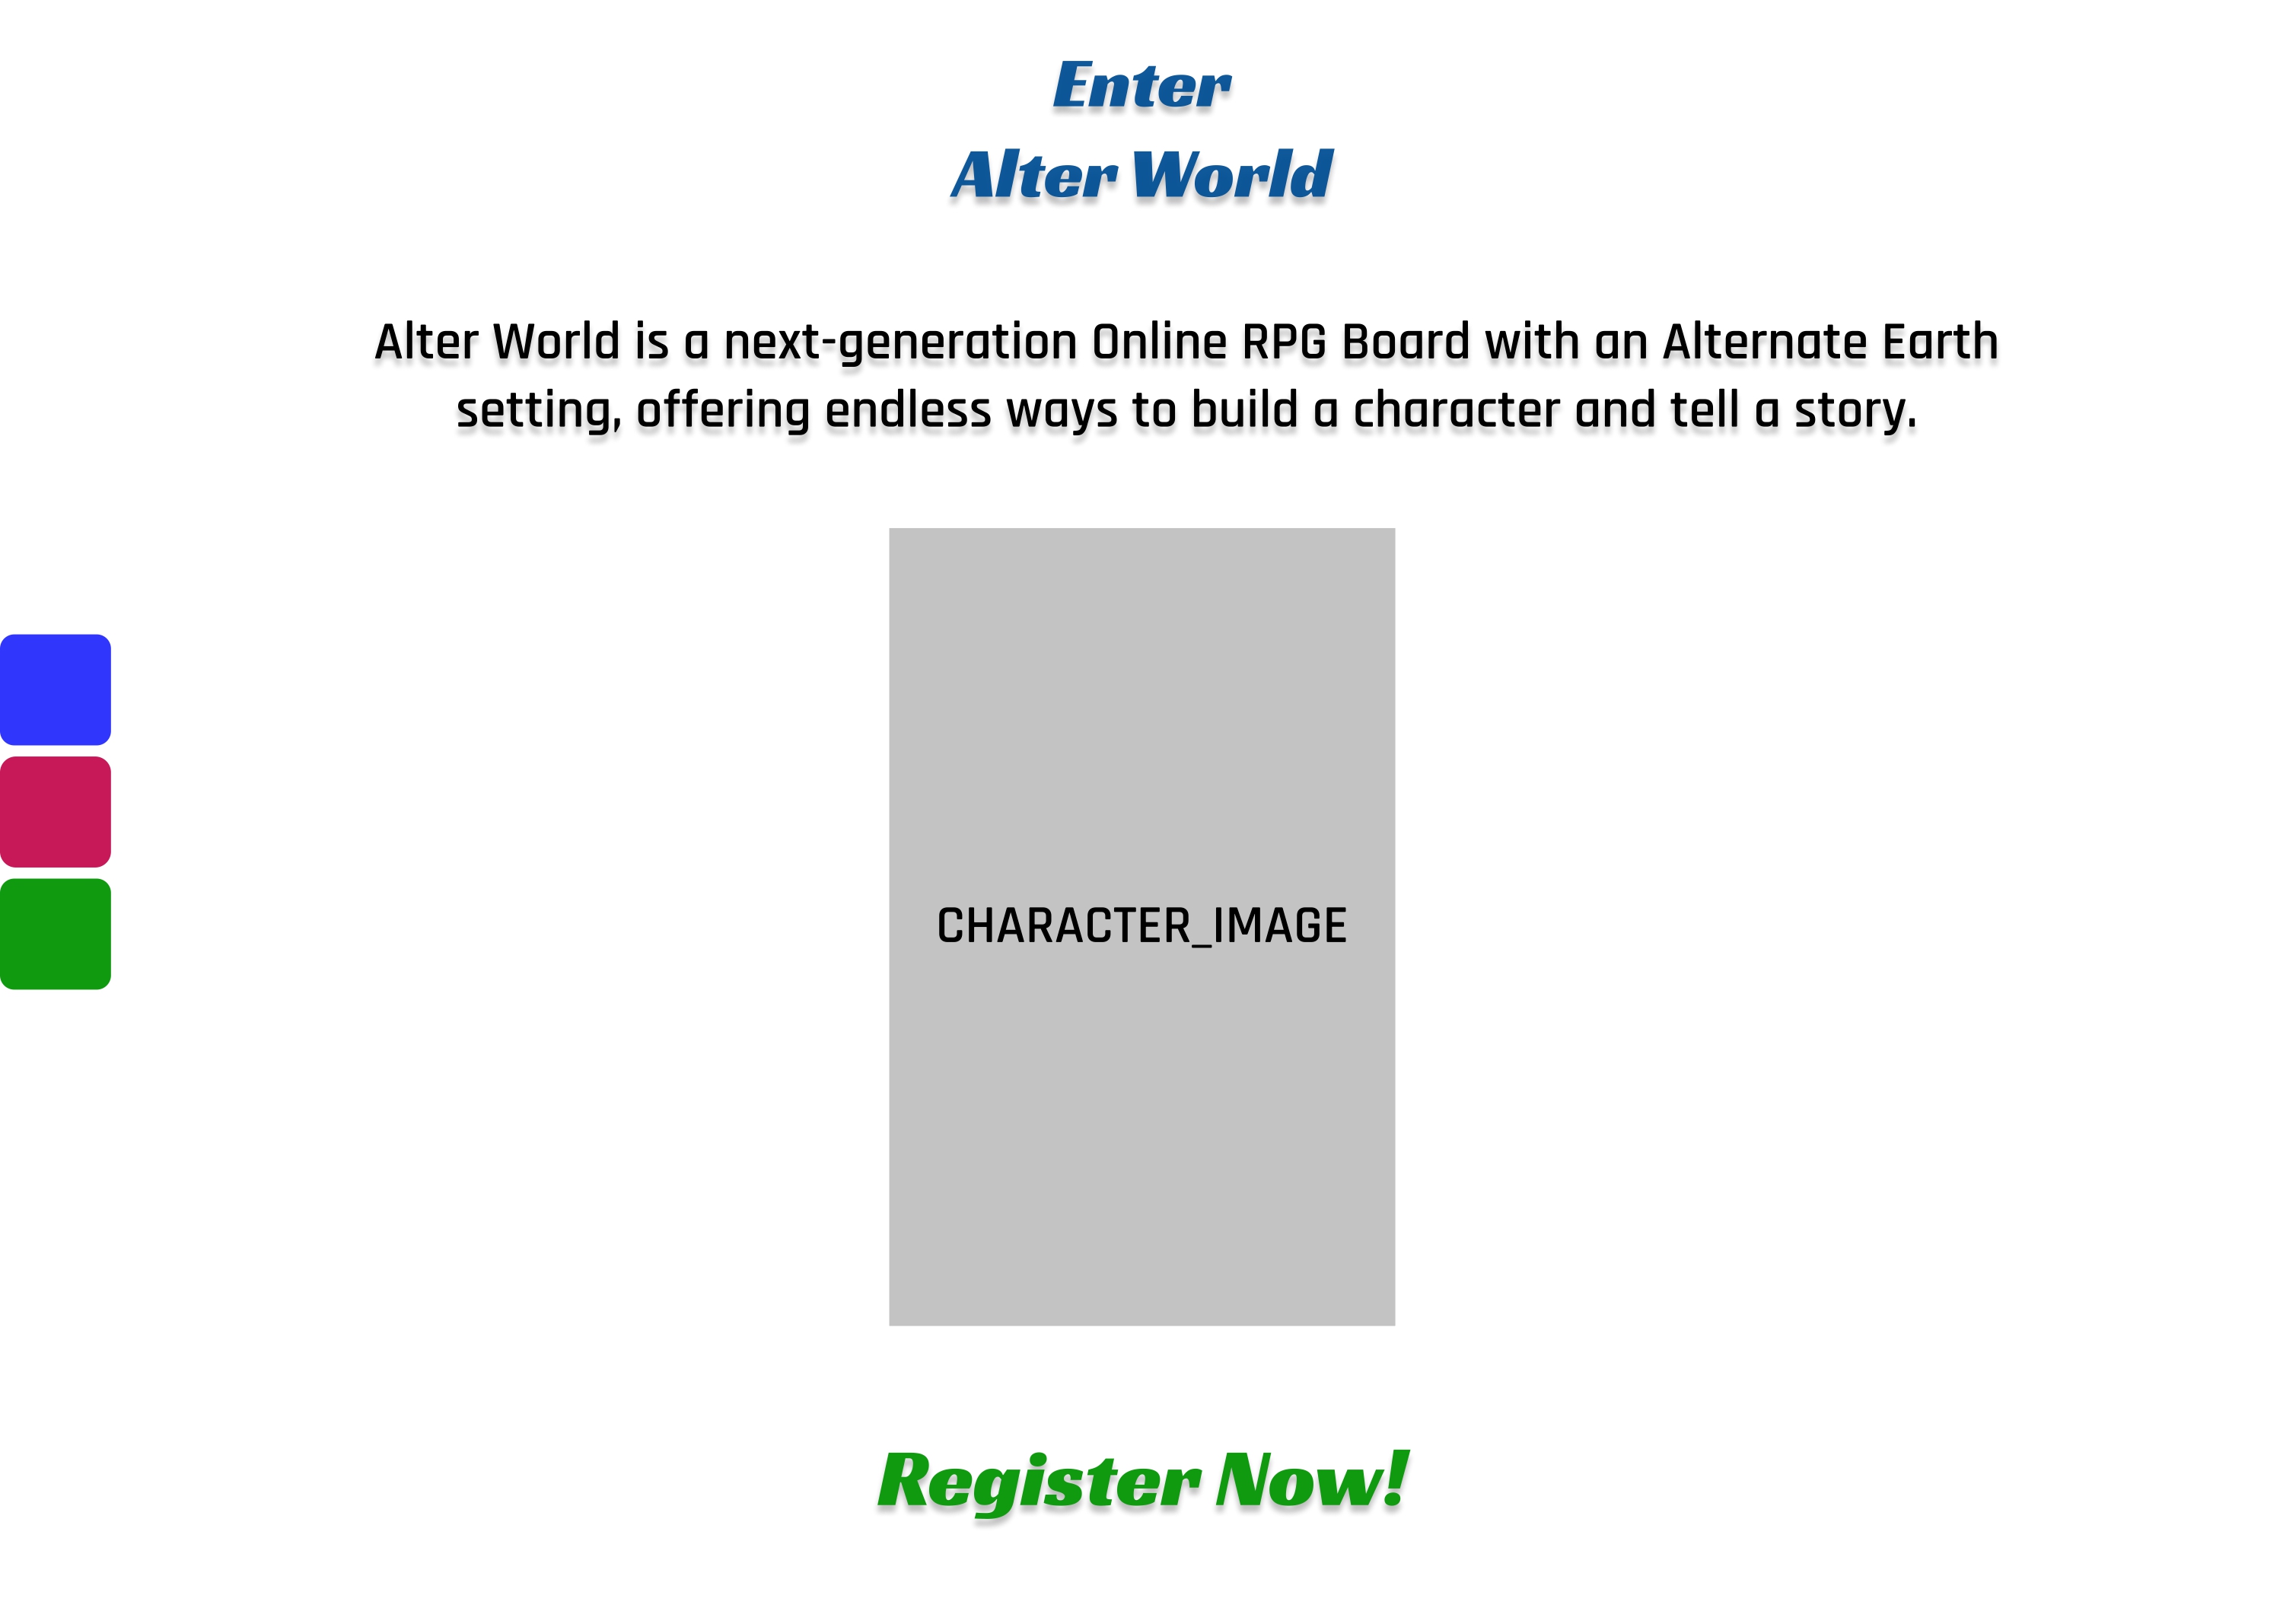 Enter
Alter World
Alter World is a next-generation Online RPG Board with an Alternate Earth
setting, offering endless ways to build a character and tell a story.
CHARACTER_IMAGE
Register Now!